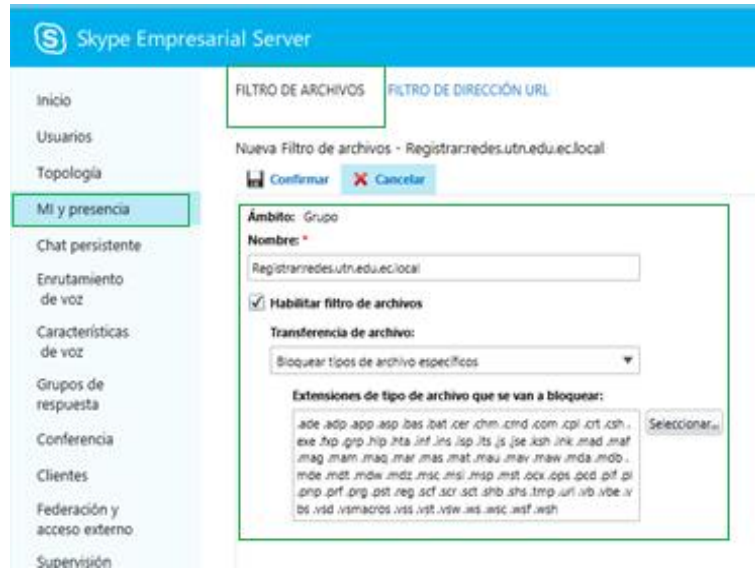 Skype Empresarial Server
Inicio
Usuarios
Topología
MI y presencia
Chat persistente
Enrutamiento
de voz
Características
de voz
Grupos de
respuesta
Conferencia
Clientes
Federación y
acceso externo
Supervisión
FILTRO DE ARCHIVOS FILTRO DE DIRECCIÓN URL
Nueva Filtro de archivos - Registrar:redes.utn.edu.ec.local
Confirmar Cancelar
Ámbito: Grupo
Nombre: *
Registrar:redes.utn.edu.ec.local
Habilitar filtro de archivos
Transferencia de archivo:
Bloquear tipos de archivo específicos
Extensiones de tipo de archivo que se van a bloquear:
.ade .adp .app .asp .bas .bat .cer .chm .cmd .com .cpl .crt .csh .
exe .fxp .grp .hlp .hta .inf .ins .isp .its .js .jse .ksh .lnk .mad .maf
.mag .mam .maq .mar .mas .mat .mau .mav .maw .mda .mdb .
mde .mdt .mdw .mdz .msc .msi .msp .mst .ocx .ops .pcd .pif .pl
.pnp .prf .prg .pst .reg .scf .scr .sct .shb .shs .tmp .url .vb .vbe .v
bs .vsd .vsmacros .vss .vst .vsw .ws .wsc .wsf .wsh
Seleccionar...